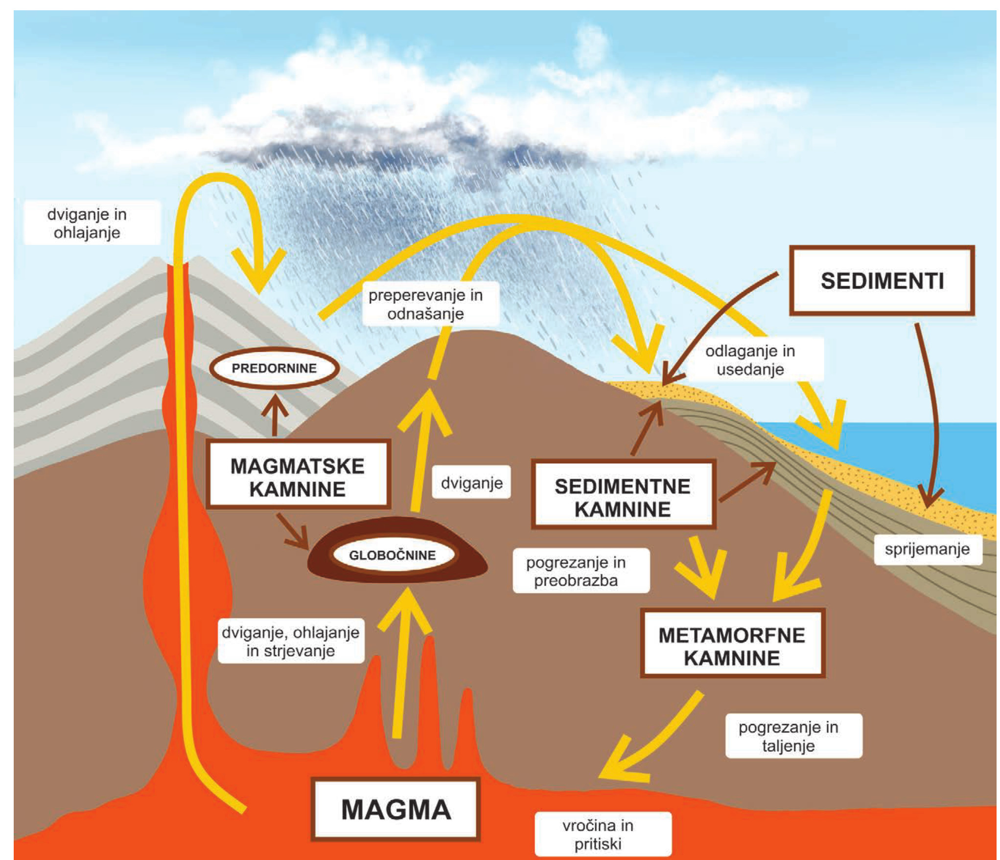 dviganje in
ohlajanje
preperevanje in
odnašanje
SEDIMENTI
odlaganje in
usedanje
PREDORNINE
MAGMATSKE
KAMNINE
dviganje
SEDIMENTNE
KAMNINE
GLOBOČNINE
pogrezanje in
preobrazba
sprijemanje
dviganje, ohlajanje
in strjevanje
METAMORFNE
KAMNINE
pogrezanje in
taljenje
MAGMA
vročina in
pritiski